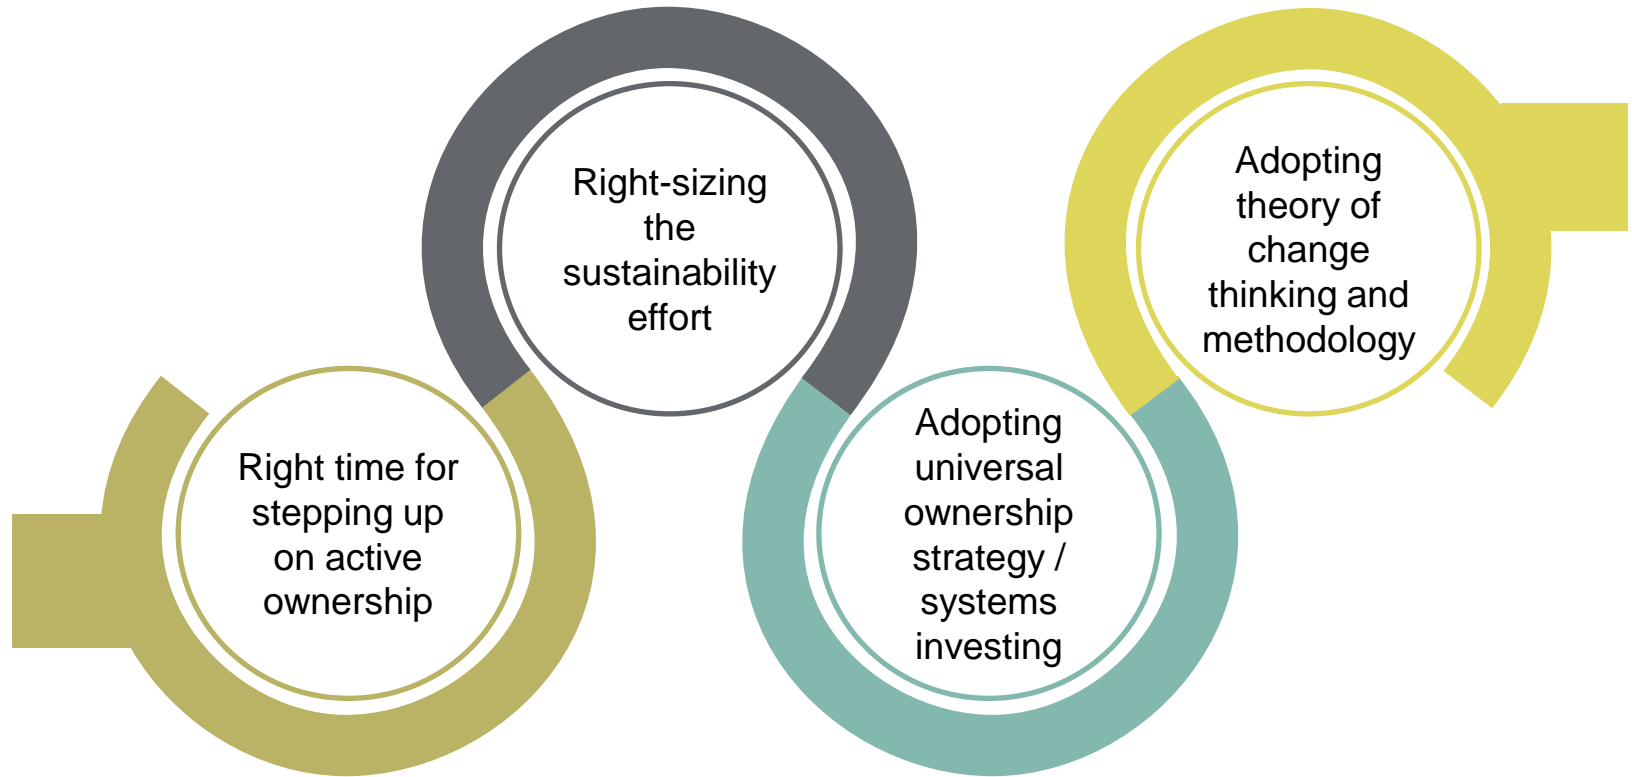 Right time for
stepping up
on active
ownership
Right-sizing
the
sustainability
effort
Adopting
universal
ownership
strategy /
systems
investing
Adopting
theory of
change
thinking and
methodology